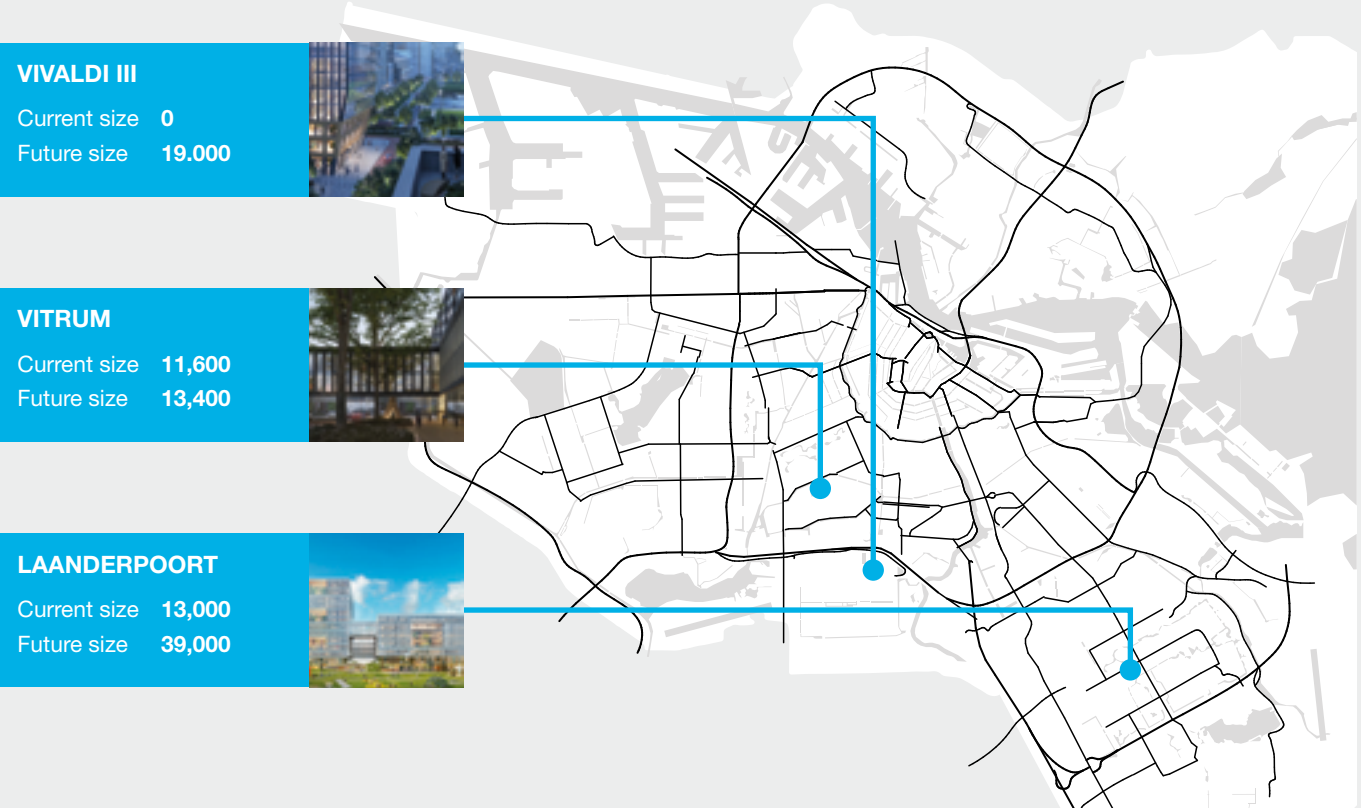 VIVALDI III
Current size 0
Future size 19.000
VITRUM
Current size 11,600
Future size 13,400
LAANDERPOORT
Current size 13,000
Future size 39,000